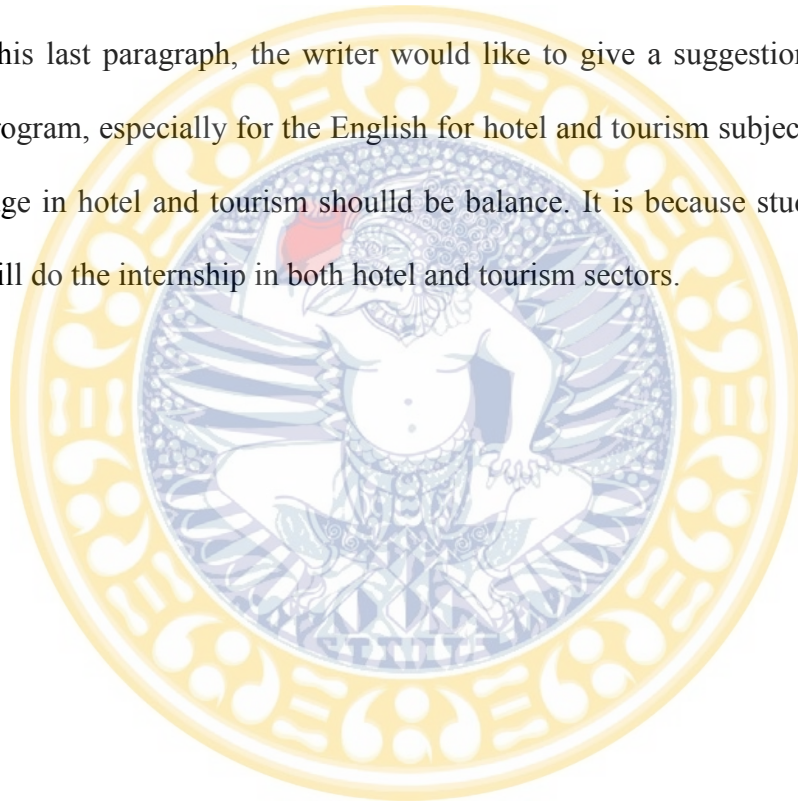 his last paragraph, the writer would like to give a suggestion
rogram, especially for the English for hotel and tourism subjec
ge in hotel and tourism shoulld be balance. It is because stu
ill do the internship in both hotel and tourism sectors.